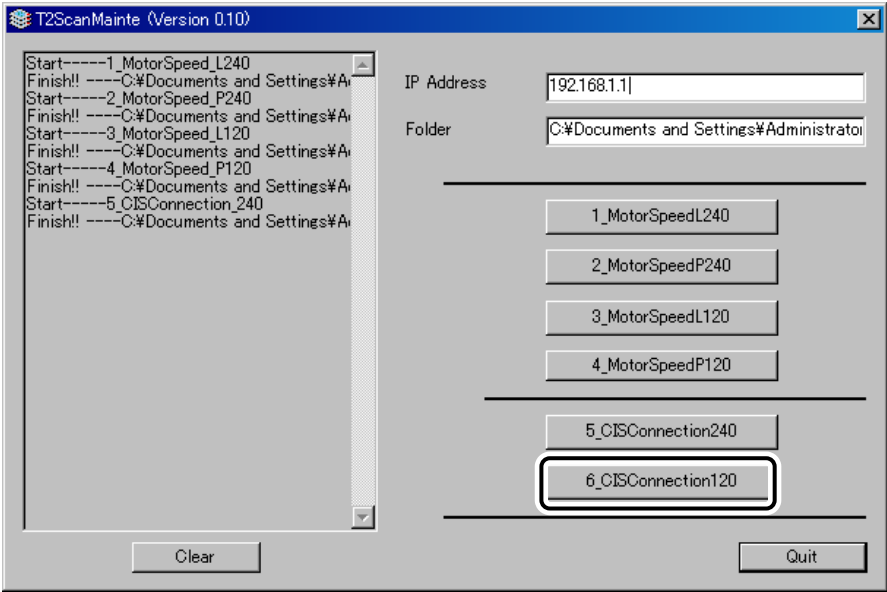 T2ScanMainte (Version 0.10)
Start-----1_MotorSpeed_L240
Finish!! ----C:¥Documents and Settings¥A
Start-----2_MotorSpeed_P240
Finish!! ----C:¥Documents and Settings¥A
Start-----3_MotorSpeed_L120
Finish!! ----C:¥Documents and Settings¥A
Start-----4_MotorSpeed_P120
Finish!! ----C:¥Documents and Settings¥A
Start-----5_CISConnection_240
Finish!! ----C:¥Documents and Settings¥A
Clear
IP Address
192.168.1.1
Folder
C:¥Documents and Settings¥Administrator
1_MotorSpeedL240
2_MotorSpeedP240
3_MotorSpeedL120
4_MotorSpeedP120
5_CISConnection240
6_CISConnection120
Quit